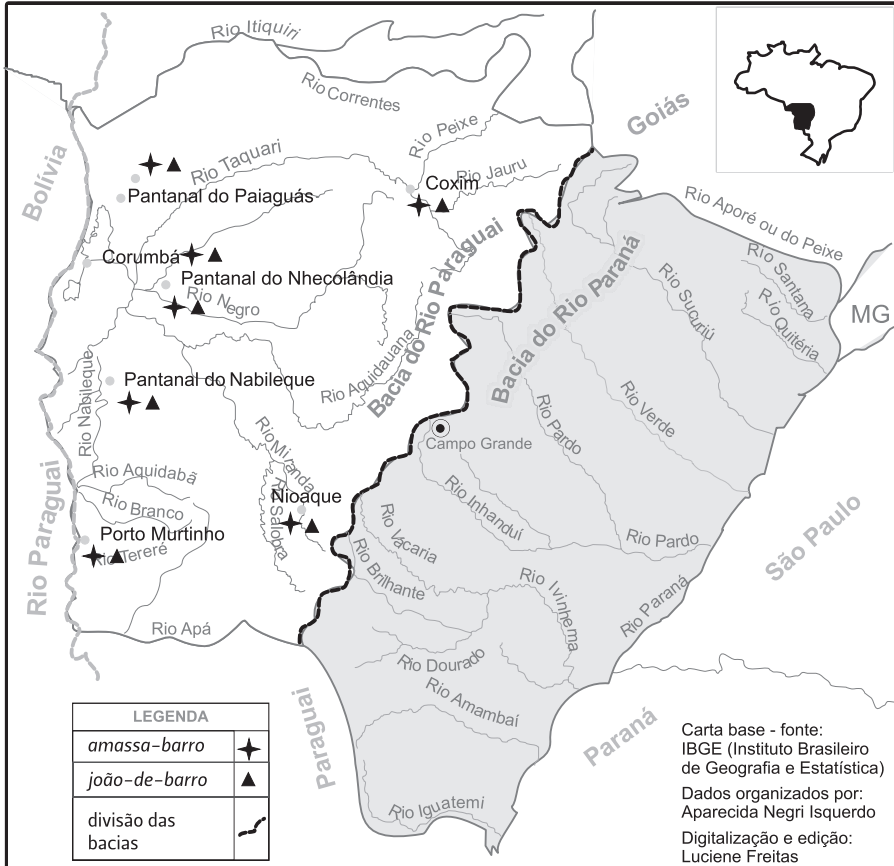 Rio Itiquiri
Rio Correntes
Goiás
Bolívia
Rio Peixe
Rio Taquari
Rio Jauru
Coxim
Pantanal do Paiaguás
Rio Aporé ou do Peixe
Corumbá
Pantanal do Nhecolândia
Rio Negro
Bacia do Rio Paraguai
Bacia do Rio Paraná
Rio Santana
Rio Sucuriú
Rio Quitéria
MG
Rio Aquidauana
Rio Nabileque
Pantanal do Nabileque
Rio Verde
Rio Pardo
Campo Grande
Rio Miranda
Rio Aquidabã
Rio Branco
Nioaque
Rio Salobra
Rio Inhanduí
Porto Murtinho
Rio Tereré
Rio Vacaria
Rio Pardo
São Paulo
Rio Paraguai
Rio Brilhante
Rio Ivinhema
Rio Paraná
Rio Apá
Rio Dourado
Rio Amambaí
Paraguai
Paraná
Rio Iguatemí
LEGENDA
amassa-barro
joão-de-barro
divisão das
bacias
Carta base - fonte:
IBGE (Instituto Brasileiro
de Geografia e Estatística)
Dados organizados por:
Aparecida Negri Isquerdo
Digitalização e edição:
Luciene Freitas